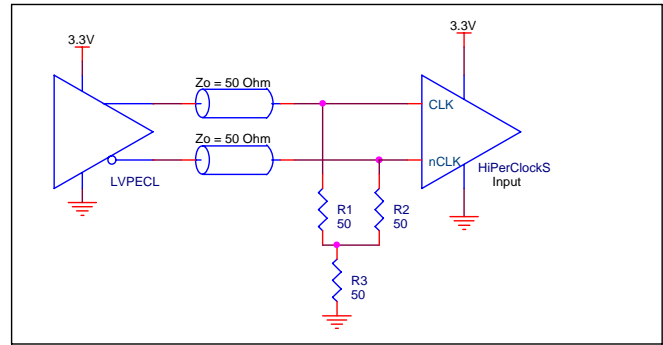 3.3V
3.3V
Zo = 50 Ohm
CLK
Zo = 50 Ohm
nCLK
HiPerClockS
Input
LVPECL
R1
50
R2
50
R3
50